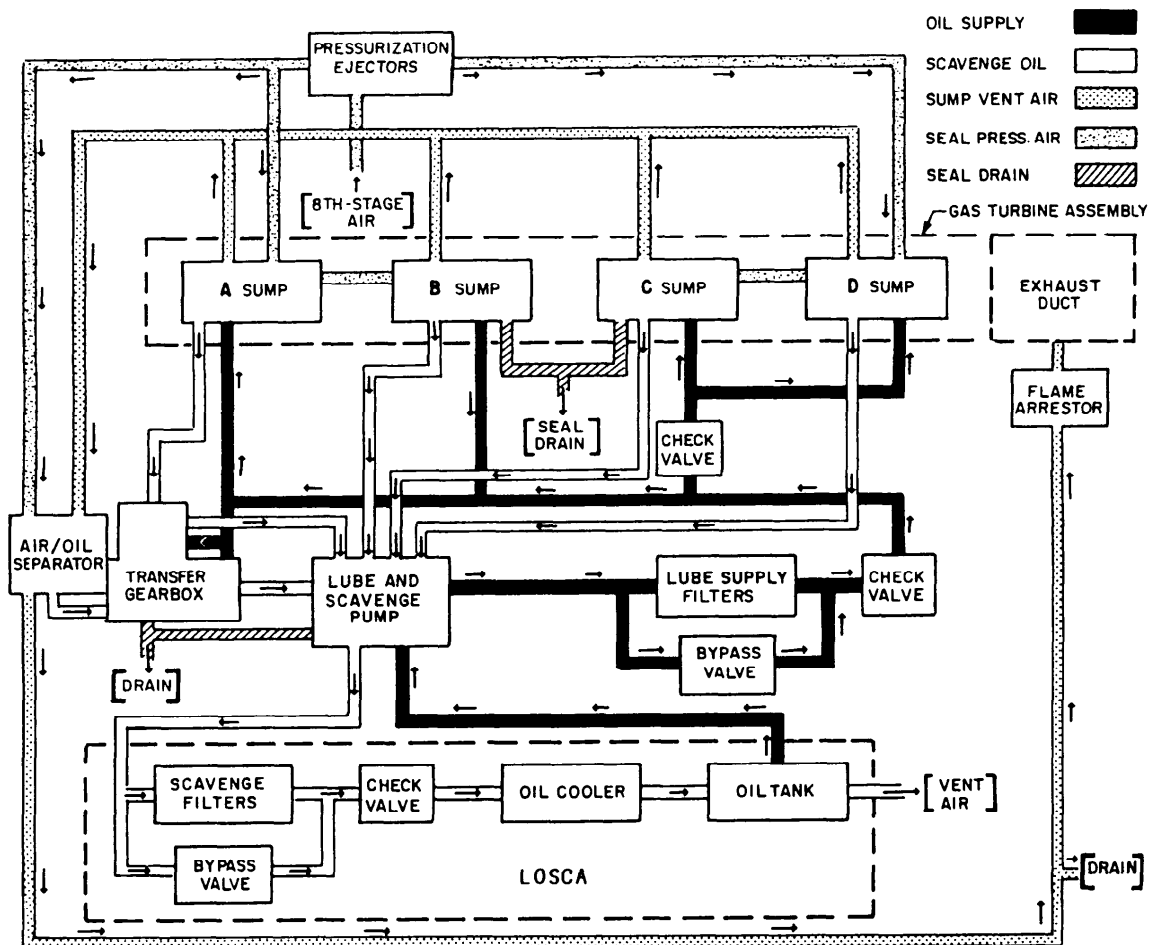 OIL SUPPLY
SCAVENGE OIL
SUMP VENT AIR
SEAL PRESS. AIR
SEAL DRAIN
GAS TURBINE ASSEMBLY
PRESSURIZATION
EJECTORS
[8TH-STAGE
AIR]
A SUMP
B SUMP
C SUMP
D SUMP
EXHAUST
DUCT
FLAME
ARRESTOR
[SEAL
DRAIN]
CHECK
VALVE
AIR/OIL
SEPARATOR
TRANSFER
GEARBOX
LUBE AND
SCAVENGE
PUMP
LUBE SUPPLY
FILTERS
CHECK
VALVE
BYPASS
VALVE
[DRAIN]
SCAVENGE
FILTERS
CHECK
VALVE
OIL COOLER
OIL TANK
[VENT
AIR]
BYPASS
VALVE
LOSCA
[DRAIN]